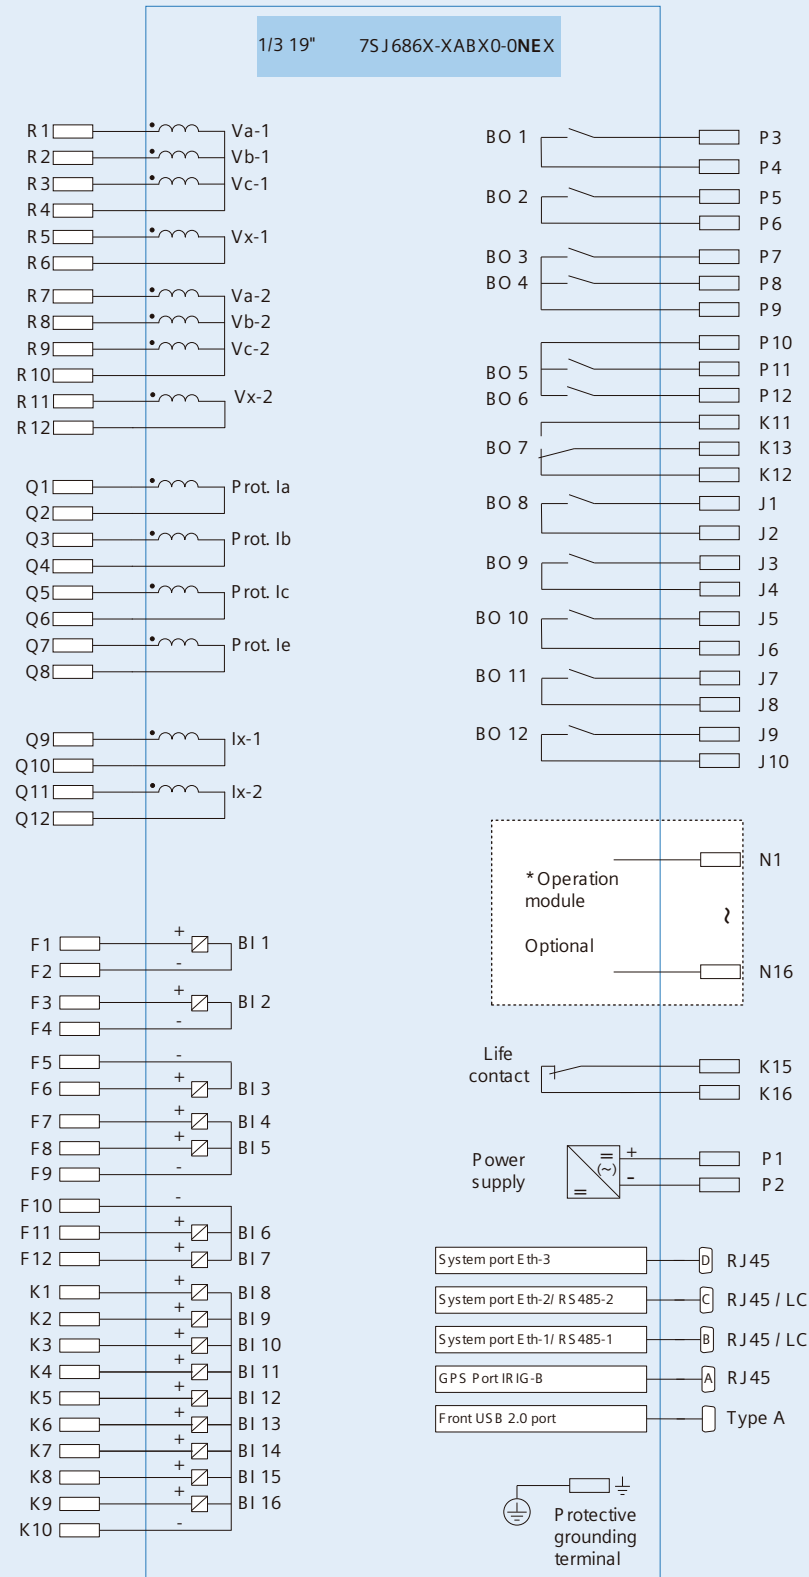 1/3 19" 7SJ686X-XABX0-0NEX
R1 Va-1
R2 Vb-1
R3 Vc-1
R4
R5 Vx-1
R6
R7 Va-2
R8 Vb-2
R9 Vc-2
R10
R11 Vx-2
R12
Q1 Prot. Ia
Q2
Q3 Prot. Ib
Q4
Q5 Prot. Ic
Q6
Q7 Prot. Ie
Q8
Q9 Ix-1
Q10
Q11 Ix-2
Q12
F1 + BI 1
F2 -
F3 + BI 2
F4 -
F5 -
F6 + BI 3
F7 + BI 4
F8 + BI 5
F9 -
F10 -
F11 + BI 6
F12 + BI 7
K1 + BI 8
K2 + BI 9
K3 + BI 10
K4 + BI 11
K5 + BI 12
K6 + BI 13
K7 + BI 14
K8 + BI 15
K9 + BI 16
K10 -
BO 1 P3
P4
BO 2 P5
P6
BO 3 P7
BO 4 P8
P9
P10
BO 5 P11
BO 6 P12
K11
BO 7 K13
K12
BO 8 J1
J2
BO 9 J3
J4
BO 10 J5
J6
BO 11 J7
J8
BO 12 J9
J10
N1
* Operation
module
~
Optional
N16
Life
contact
K15
K16
Power
supply
= (~) =
+ P1
- P2
System port Eth-3 D RJ45
System port Eth-2/ RS485-2 C RJ45 / LC
System port Eth-1/ RS485-1 B RJ45 / LC
GPS Port IRIG-B A RJ45
Front USB 2.0 port Type A
Protective
grounding
terminal